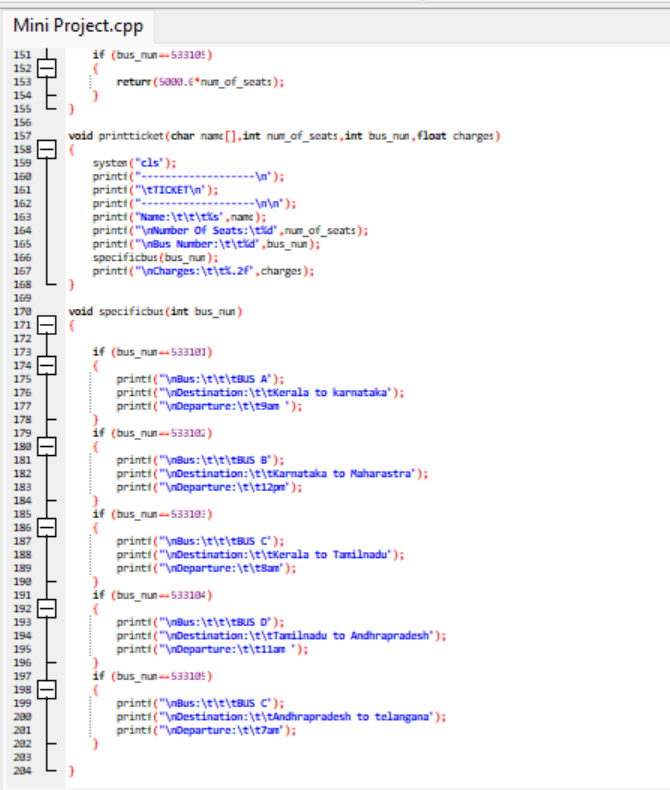 Mini Project.cpp
151 if (bus_num==533105)
152 {
153 return(5000.0*num_of_seats);
154 }
155 }
156
157 void printticket(char name[],int num_of_seats,int bus_num,float charges)
158 {
159 system("cls");
160 printf("-------------------\n");
161 printf("\tTICKET\n");
162 printf("-------------------\n\n");
163 printf("Name:\t\t\t%s",name);
164 printf("\nNumber Of Seats:\t%d",num_of_seats);
165 printf("\nBus Number:\t\t%d",bus_num);
166 specificbus(bus_num);
167 printf("\nCharges:\t\t%.2f",charges);
168 }
169
170 void specificbus(int bus_num)
171 {
172
173 if (bus_num==533101)
174 {
175 printf("\nBus:\t\t\tBUS A");
176 printf("\nDestination:\t\tKerala to karnataka");
177 printf("\nDeparture:\t\t9am ");
178 }
179 if (bus_num==533102)
180 {
181 printf("\nBus:\t\t\tBUS B");
182 printf("\nDestination:\t\tKarnataka to Maharastra");
183 printf("\nDeparture:\t\t12pm");
184 }
185 if (bus_num==533103)
186 {
187 printf("\nBus:\t\t\tBUS C");
188 printf("\nDestination:\t\tKerala to Tamilnadu");
189 printf("\nDeparture:\t\t8am");
190 }
191 if (bus_num==533104)
192 {
193 printf("\nBus:\t\t\tBUS D");
194 printf("\nDestination:\t\tTamilnadu to Andhrapradesh");
195 printf("\nDeparture:\t\t11am ");
196 }
197 if (bus_num==533105)
198 {
199 printf("\nBus:\t\t\tBUS C");
200 printf("\nDestination:\t\tAndhrapradesh to telangana");
201 printf("\nDeparture:\t\t7am");
202 }
203
204 }